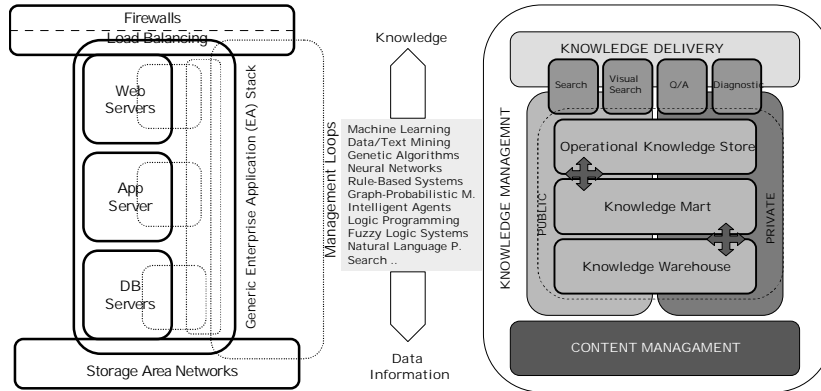 Firewalls
Load Balancing
Web
Servers
App
Server
DB
Servers
Storage Area Networks
Generic Enterprise Application (EA) Stack
Management Loops
Knowledge
Machine Learning
Data/Text Mining
Genetic Algorithms
Neural Networks
Rule-Based Systems
Graph-Probabilistic M.
Intelligent Agents
Logic Programming
Fuzzy Logic Systems
Natural Language P.
Search ..
Data
Information
KNOWLEDGE MANAGEMNT
KNOWLEDGE DELIVERY
Search
Visual
Search
Q/A
Diagnostic
PUBLIC
Operational Knowledge Store
Knowledge Mart
Knowledge Warehouse
PRIVATE
CONTENT MANAGAMENT